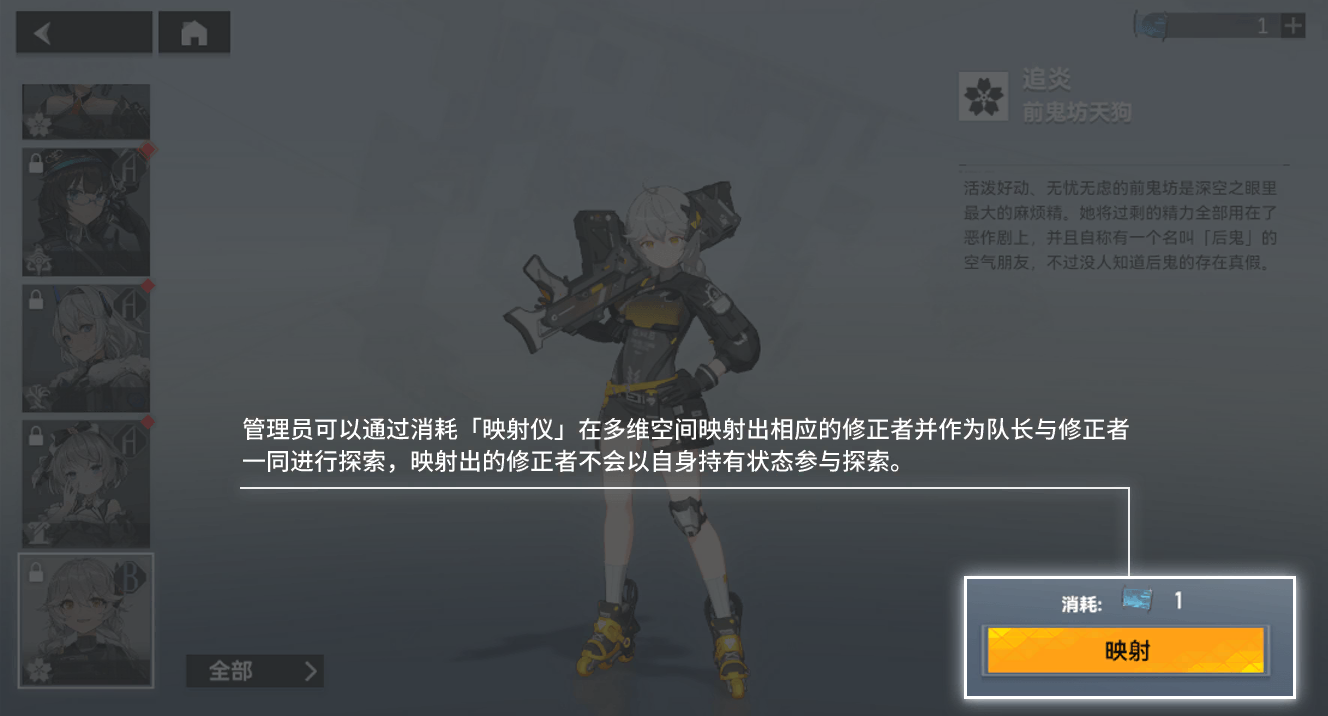 1
追炎
前鬼坊天狗
A
活泼好动、无忧无虑的前鬼坊是深空之眼里
最大的麻烦精。她将过剩的精力全部用在了
恶作剧上，并且自称有一个名叫「后鬼」的
空气朋友，不过没人知道后鬼的存在真假。
A
A
管理员可以通过消耗「映射仪」在多维空间映射出相应的修正者并作为队长与修正者
一同进行探索，映射出的修正者不会以自身持有状态参与探索。
B
消耗: 1
映射
全部